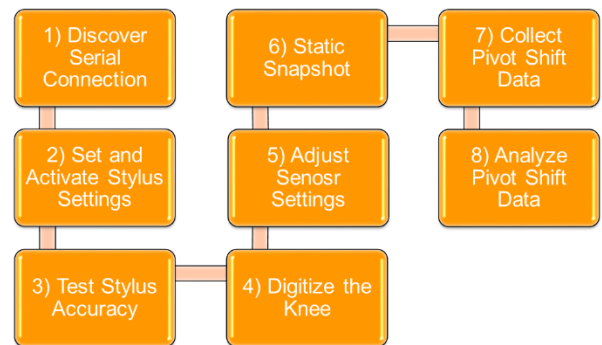 1) Discover
Serial
Connection
2) Set and
Activate Stylus
Settings
3) Test Stylus
Accuracy
4) Digitize the
Knee
5) Adjust
Senosr
Settings
6) Static
Snapshot
7) Collect
Pivot Shift
Data
8) Analyze
Pivot Shift
Data